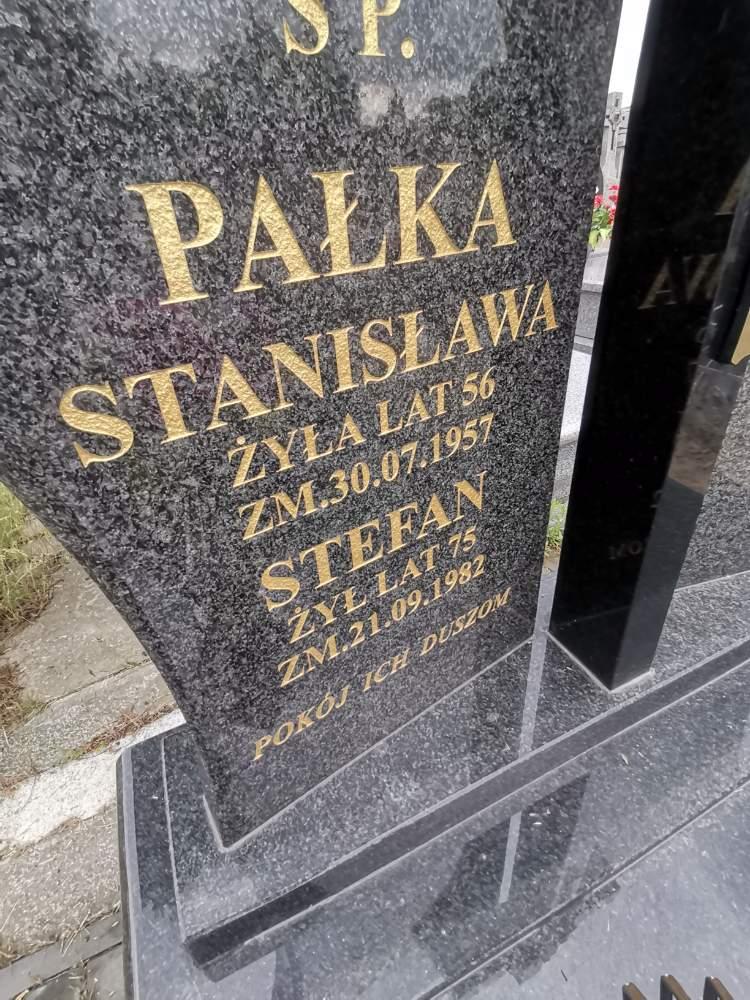 Ś P.
PAŁKA
STANISŁAWA
ŻYŁA LAT 56
ZM.30.07.1957
STEFAN
ŻYŁ LAT 75
ZM.21.09.1982
POKÓJ ICH DUSZOM